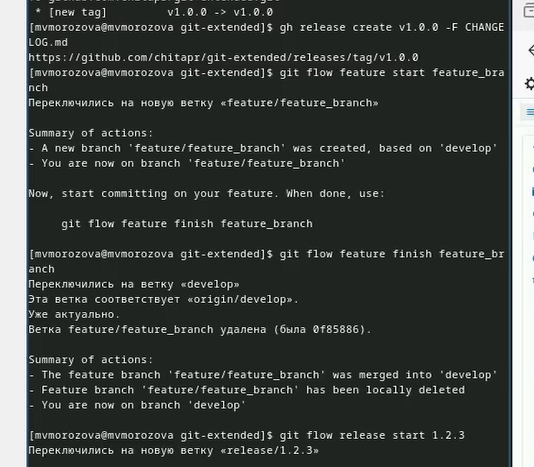 * [new tag]         v1.0.0 -> v1.0.0
[mvmorozova@mvmorozova git-extended]$ gh release create v1.0.0 -F CHANGE
LOG.md
https://github.com/chitapr/git-extended/releases/tag/v1.0.0
[mvmorozova@mvmorozova git-extended]$ git flow feature start feature_bra
nch
Переключились на новую ветку «feature/feature_branch»
Summary of actions:
- A new branch 'feature/feature_branch' was created, based on 'develop'
- You are now on branch 'feature/feature_branch'
Now, start committing on your feature. When done, use:
git flow feature finish feature_branch
[mvmorozova@mvmorozova git-extended]$ git flow feature finish feature_br
anch
Переключились на ветку «develop»
Эта ветка соответствует «origin/develop».
Уже актуально.
Ветка feature/feature_branch удалена (была 0f85886).
Summary of actions:
- The feature branch 'feature/feature_branch' was merged into 'develop'
- Feature branch 'feature/feature_branch' has been locally deleted
- You are now on branch 'develop'
[mvmorozova@mvmorozova git-extended]$ git flow release start 1.2.3
Переключились на новую ветку «release/1.2.3»